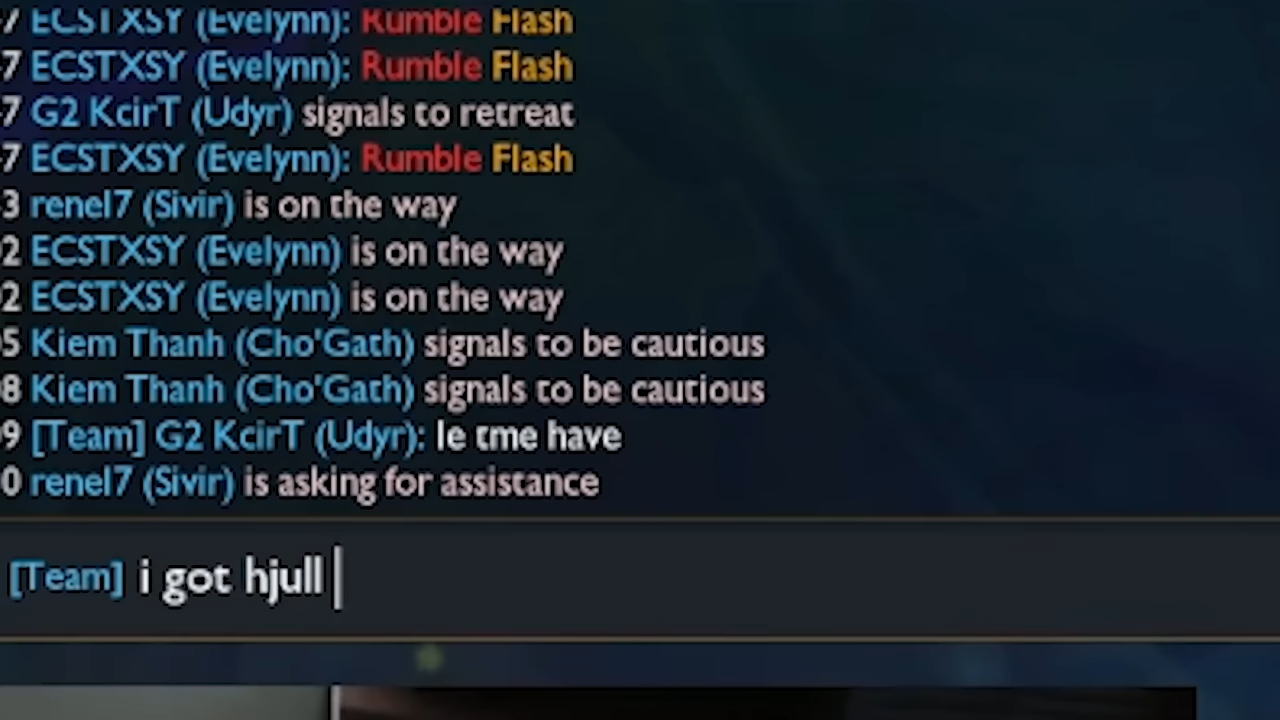 7 ECSTXSY (Evelynn): Rumble Flash
-7 ECSTXSY (Evelynn): Rumble Flash
-7 G2 KcirT (Udyr) signals to retreat
-7 ECSTXSY (Evelynn): Rumble Flash
3 renel7 (Sivir) is on the way
2 ECSTXSY (Evelynn) is on the way
2 ECSTXSY (Evelynn) is on the way
5 Kiem Thanh (Cho'Gath) signals to be cautious
8 Kiem Thanh (Cho'Gath) signals to be cautious
9 [Team] G2 KcirT (Udyr): le tme have
0 renel7 (Sivir) is asking for assistance
[Team] i got hjull